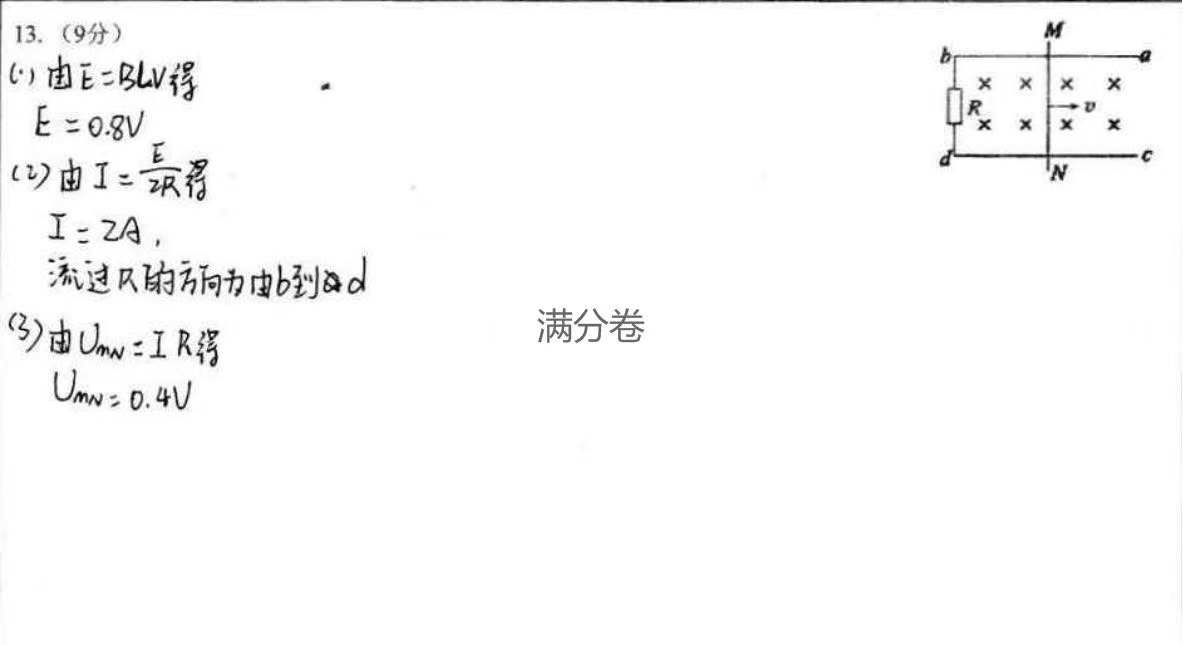 13.（9分）
(1) 由E=BLV得
E=0.8V
(2) 由 I=E/2R得
I=2A,
流过R的方向为由b到d
(3) 由UMN=IR得
UMN=0.4V
满分卷
M
b a
× × × ×
R v
× × × ×
d c
N